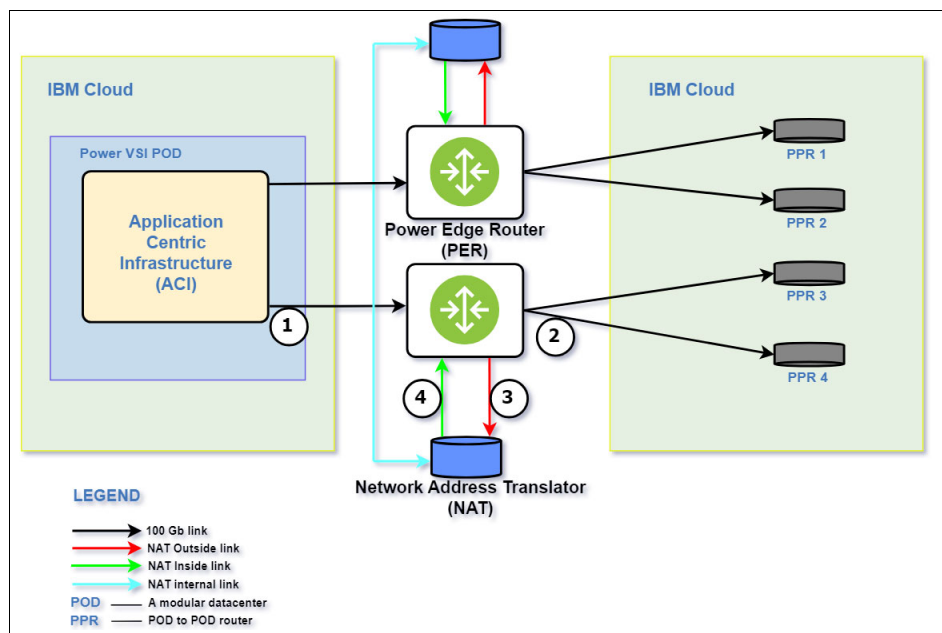 IBM Cloud
Power VSI POD
Application
Centric
Infrastructure
(ACI)
1
Power Edge Router
(PER)
2
4
3
Network Address Translator
(NAT)
IBM Cloud
PPR 1
PPR 2
PPR 3
PPR 4
LEGEND
100 Gb link
NAT Outside link
NAT Inside link
NAT internal link
POD A modular datacenter
PPR POD to POD router